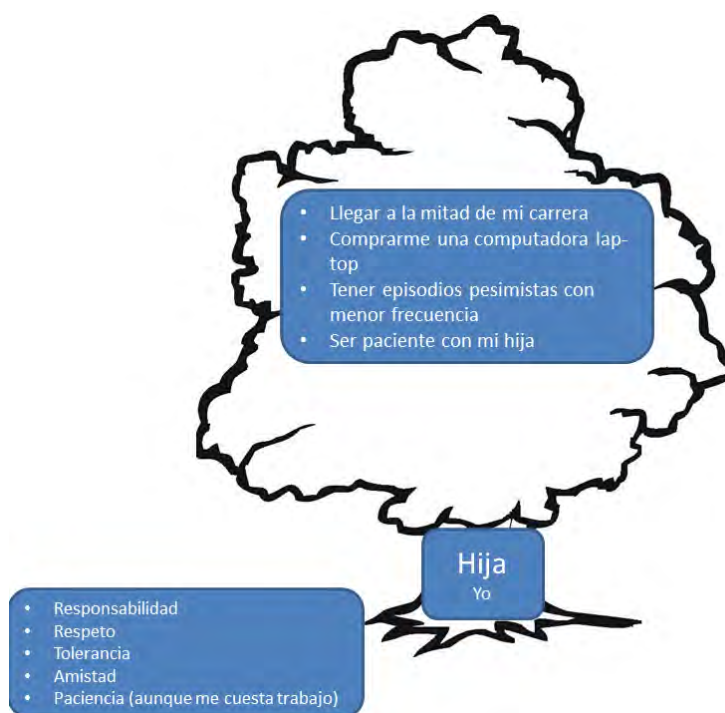 • Llegar a la mitad de mi carrera
• Comprarme una computadora lap-
top
• Tener episodios pesimistas con
menor frecuencia
• Ser paciente con mi hija
Hija
Yo
• Responsabilidad
• Respeto
• Tolerancia
• Amistad
• Paciencia (aunque me cuesta trabajo)